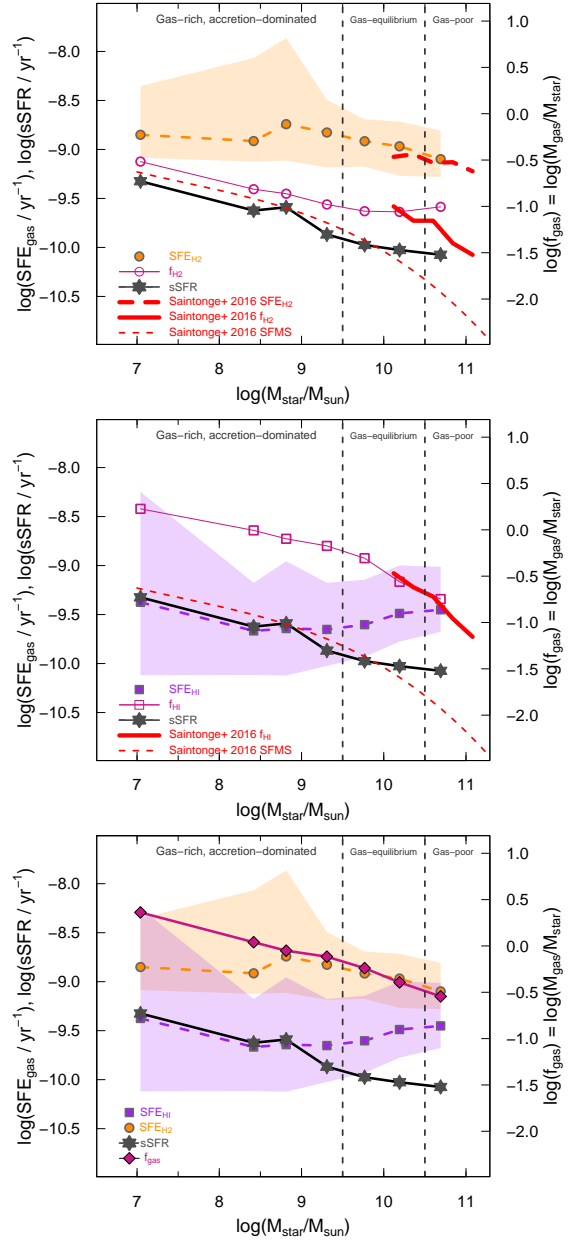 Gas−rich, accretion−dominated Gas−equilibrium Gas−poor
log(SFE_gas / yr⁻¹), log(sSFR / yr⁻¹)
−8.0
−8.5
−9.0
−9.5
−10.0
−10.5
1.0
0.5
0.0
−0.5
−1.0
−1.5
−2.0
log(f_gas) = log(M_gas/M_star)
SFE_H2
f_H2
sSFR
Saintonge+ 2016 SFE_H2
Saintonge+ 2016 f_H2
Saintonge+ 2016 SFMS
7 8 9 10 11
log(M_star/M_sun)
Gas−rich, accretion−dominated Gas−equilibrium Gas−poor
log(SFE_gas / yr⁻¹), log(sSFR / yr⁻¹)
−8.0
−8.5
−9.0
−9.5
−10.0
−10.5
1.0
0.5
0.0
−0.5
−1.0
−1.5
−2.0
log(f_gas) = log(M_gas/M_star)
SFE_HI
f_HI
sSFR
Saintonge+ 2016 f_HI
Saintonge+ 2016 SFMS
7 8 9 10 11
log(M_star/M_sun)
Gas−rich, accretion−dominated Gas−equilibrium Gas−poor
log(SFE_gas / yr⁻¹), log(sSFR / yr⁻¹)
−8.0
−8.5
−9.0
−9.5
−10.0
−10.5
1.0
0.5
0.0
−0.5
−1.0
−1.5
−2.0
log(f_gas) = log(M_gas/M_star)
SFE_HI
SFE_H2
sSFR
f_gas
7 8 9 10 11
log(M_star/M_sun)